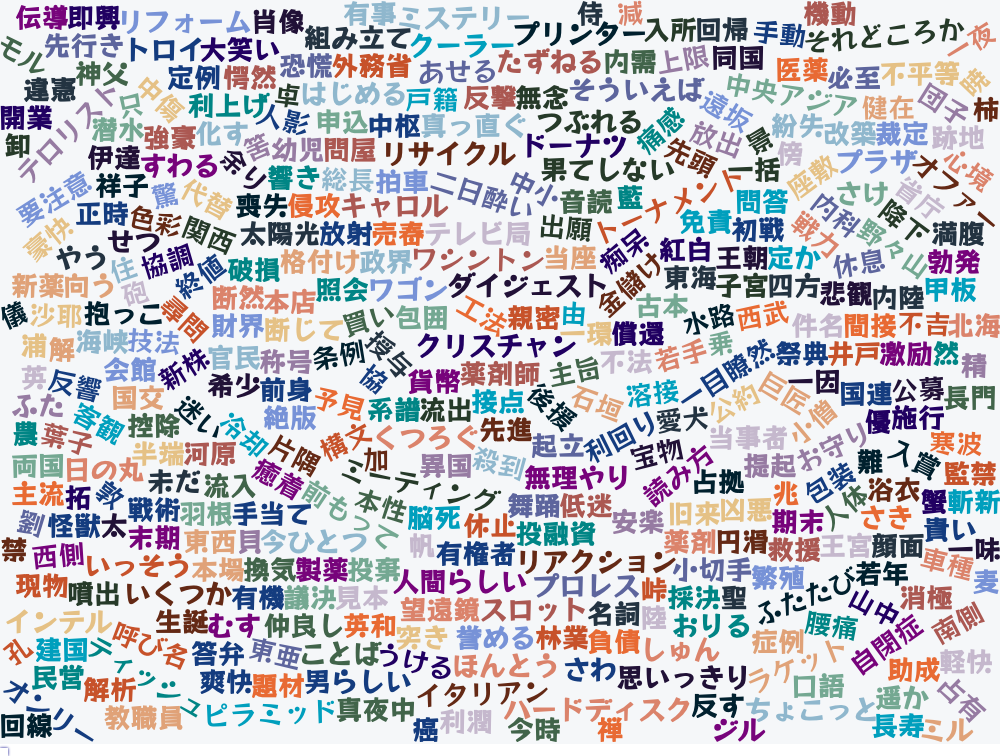 伝導 即興 リフォーム 肖像 有事 ミステリー 侍 減 機動
先行き トロイ 大笑い 組み立て クーラー プリンター 入所 回帰 手動 それどころか 一夜
モル 神父 定例 愕然 恐慌 外務省 あせる たずねる 内需 上限 同国 医薬 必至 不平等
違憲 テロリスト ロ 中傷 利上げ 卓 はじめる 戸籍 反撃 無念 そういえば 遠坂 中央アジア 健在 団子 柿
開業 潜水 強豪 化す 人影 申込 中枢 真っ直ぐ つぶれる 痛感 放出 景 紛失 改築 裁定 跡地
卸 伊達 すわる 余り 筈 幼児 問屋 リサイクル ドーナツ 先頭 一括 傍 プラザ オファー 心境
要注意 祥子 驚 代替 響き 総長 拍車 二日酔い 中小 果てしない 音読 藍 トーナメント 問答 座敷 さけ 省庁
豪快 正時 色彩 関西 喪失 侵攻 キャロル 太陽光 放射 売春 テレビ局 出願 免責 初戦 戦力 内科 降下 満腹
やう せつ 住 協調 終値 破損 格付け 政界 ワシントン 当座 痴呆 紅白 王朝 定か 休息 野々山 勃発
新薬 向う 砲 尋問 断然 本店 照会 ワゴン ダイジェスト 金儲け 東海 子宮 四方 悲観 内陸 甲板
儀 沙耶 抱っこ 財界 断じて 買い 包囲 工法 親密 由 古本 水路 西武 件名 間接 不吉 北海
浦 解 海峡 技法 新株 官民 称号 条例 授与 クリスチャン 環 償還 不法 若手 乗 一目瞭然 祭典 井戸 激励 然
英 反響 会館 希少 前身 協 貨幣 薬剤師 主旨 石垣 溶接 公約 巨匠 一因 国連 公募 精
ふた 客観 国交 迷い 冷却 絶版 予見 系譜 流出 接点 後援 利回り 愛犬 当事者 小僧 優 施行 長門
農 葉子 控除 半端 河原 片隅 構文 くつろぐ 先進 起立 宝物 提起 お守り 難 入賞 寒波
両国 日の丸 未だ 流入 癒着 加 ミーティング 異国 殺到 無理やり 読み方 占拠 兆 包装 浴衣 監禁
主流 拓 敦 戦術 羽根 手当て 前もって 本性 脳死 舞踊 低迷 安楽 旧来 凶悪 期末 人体 さき 蟹 斬新
劉 怪獣 太 末期 東西 貝 今ひとつ 帆 休止 投融資 薬剤 円滑 救援 王宮 顔面 貴い 一味
禁 西側 いっそう 本場 換気 製薬 投棄 有権者 リアクション 小切手 繁殖 ふたたび 若年 車種 麦
現物 噴出 いくつか 有機 議決 見本 人間らしい プロレス 峠 採決 聖 山中 消極
インテル 呼び名 生誕 むす 仲良し 英和 望遠鏡 スロット 名詞 陸 おりる 症例 腰痛 自閉症 南側
孔 建国 ティッシュ 答弁 東亜 ことば 突き うける 誉める 林業 負債 しゅん ラケット 助成 軽快
民営 解析 爽快 題材 男らしい ほんとう さわ 思いっきり 口語 遥か 占有
オンリー 回線 教職員 ピラミッド 真夜中 イタリアン 癌 利潤 ハードディスク 今時 禅 反す ジル ちょこっと 長寿 ミル